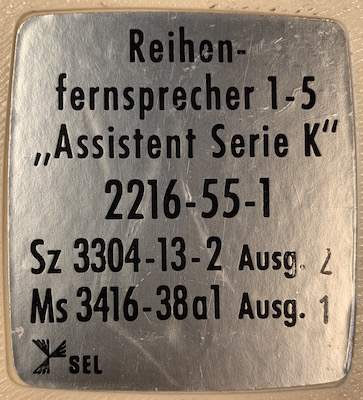 Reihen-
fernsprecher 1-5
„Assistent Serie K"
2216-55-1
Sz 3304-13-2 Ausg. 2
Ms 3416-38a1 Ausg. 1
SEL